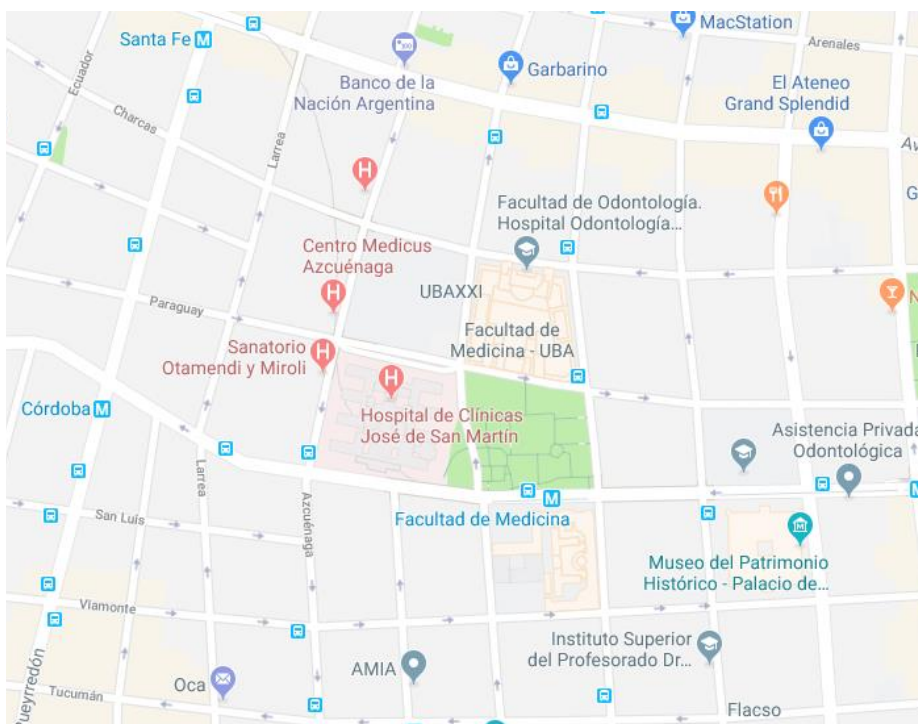 MacStation
Santa Fe M
Arenales
Garbarino
Banco de la
Nación Argentina
El Ateneo
Grand Splendid
Ecuador
Charcas
Larrea
Av
H
G
Facultad de Odontología.
Hospital Odontología...
Centro Medicus
Azcuénaga
H
UBAXXI
Paraguay
N
Facultad de
Medicina - UBA
Sanatorio
Otamendi y Miroli
H
H
Córdoba M
Hospital de Clínicas
José de San Martín
Asistencia Privada
Odontológica
Larrea
Azcuénaga
M
Facultad de Medicina
San Luis
Museo del Patrimonio
Histórico - Palacio de...
Viamonte
Instituto Superior
del Profesorado Dr...
AMIA
Pueyrredón
Oca
Tucumán
Flacso